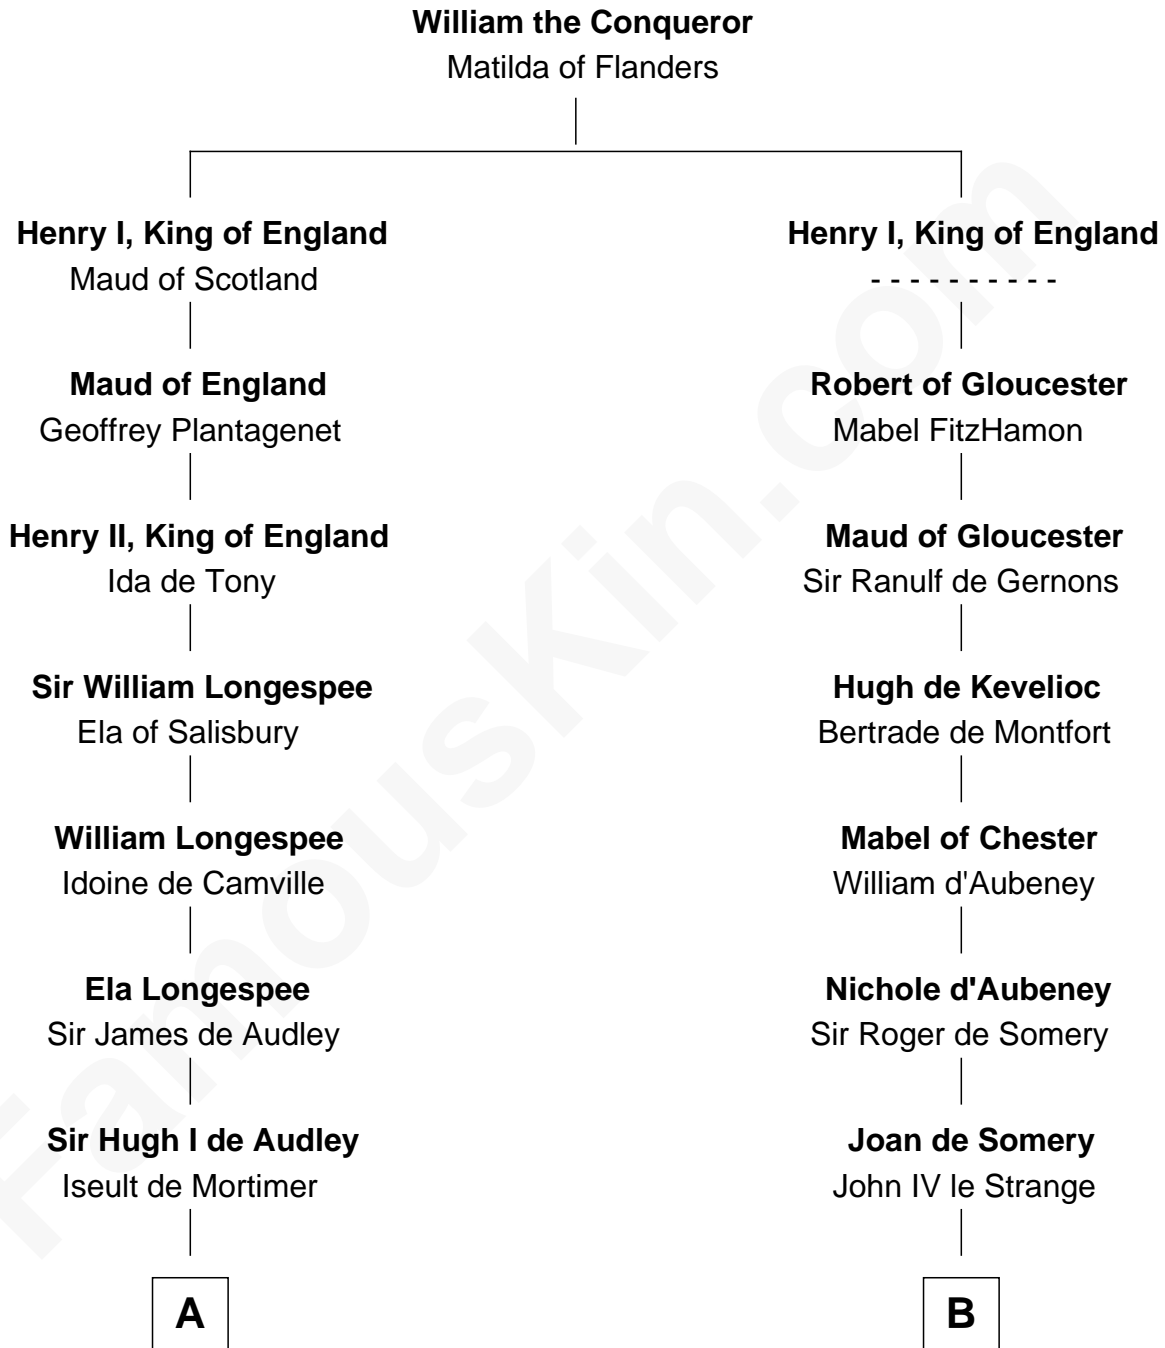 William the Conqueror
Matilda of Flanders
Henry I, King of England
Maud of Scotland
Maud of England
Geoffrey Plantagenet
Henry II, King of England
Ida de Tony
Sir William Longespee
Ela of Salisbury
William Longespee
Idoine de Camville
Ela Longespee
Sir James de Audley
Sir Hugh I de Audley
Iseult de Mortimer
A
Henry I, King of England
- - - - - - - - - -
Robert of Gloucester
Mabel FitzHamon
Maud of Gloucester
Sir Ranulf de Gernons
Hugh de Kevelioc
Bertrade de Montfort
Mabel of Chester
William d'Aubeney
Nichole d'Aubeney
Sir Roger de Somery
Joan de Somery
John IV le Strange
B
FamousKin.com